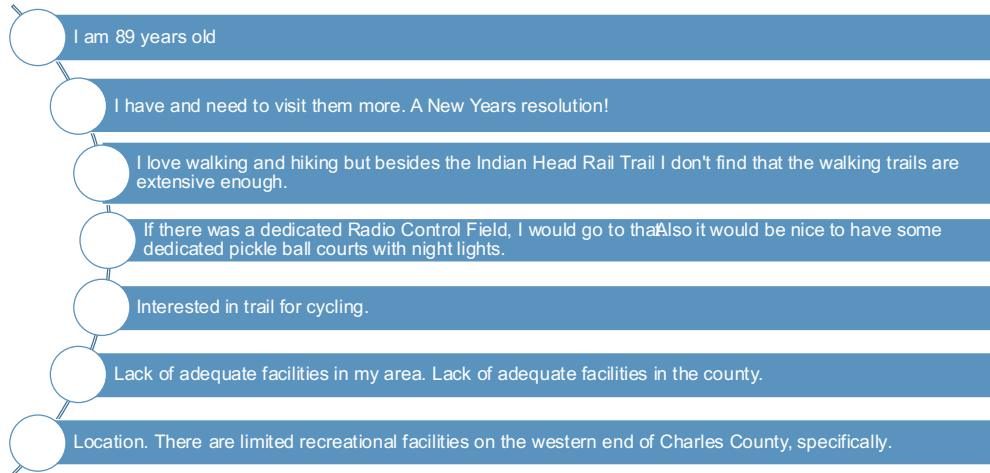 I am 89 years old
I have and need to visit them more. A New Years resolution!
I love walking and hiking but besides the Indian Head Rail Trail I don't find that the walking trails are
extensive enough.
If there was a dedicated Radio Control Field, I would go to that. Also it would be nice to have some
dedicated pickle ball courts with night lights.
Interested in trail for cycling.
Lack of adequate facilities in my area. Lack of adequate facilities in the county.
Location. There are limited recreational facilities on the western end of Charles County, specifically.